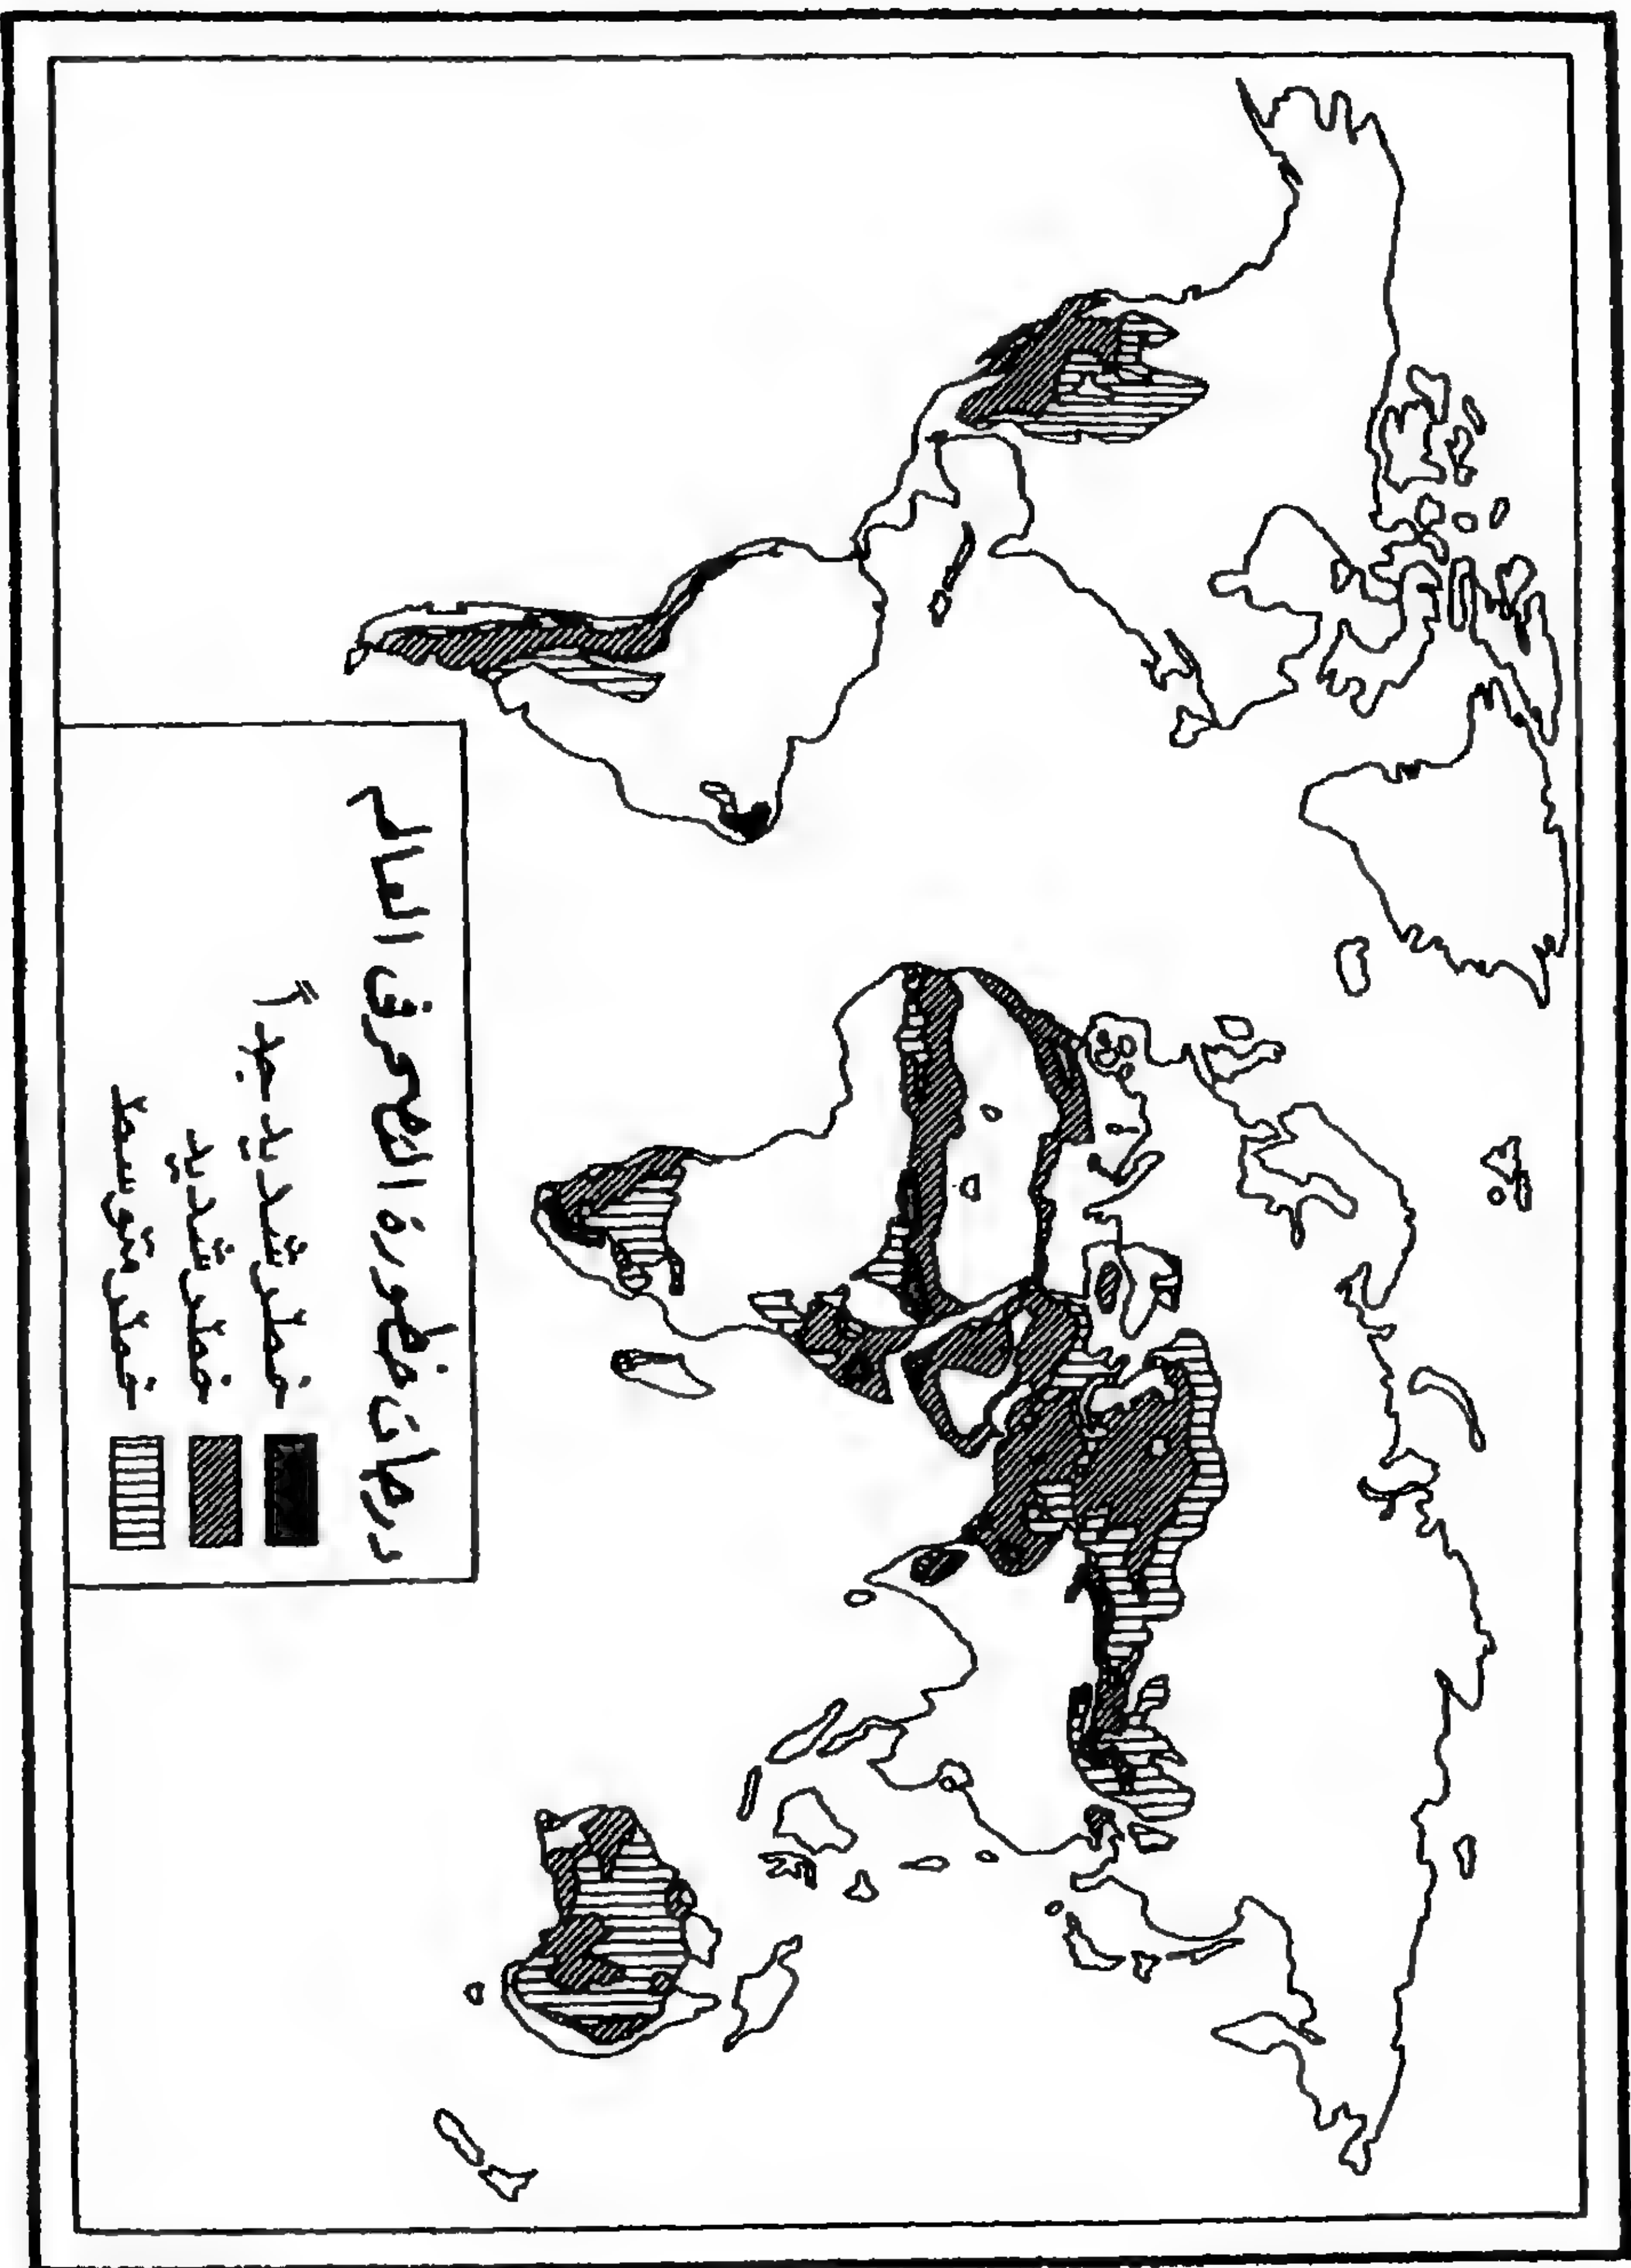 درجات خطورة التصحر في العالم
خطر شديد جداً
خطر شديد
خطر متوسط